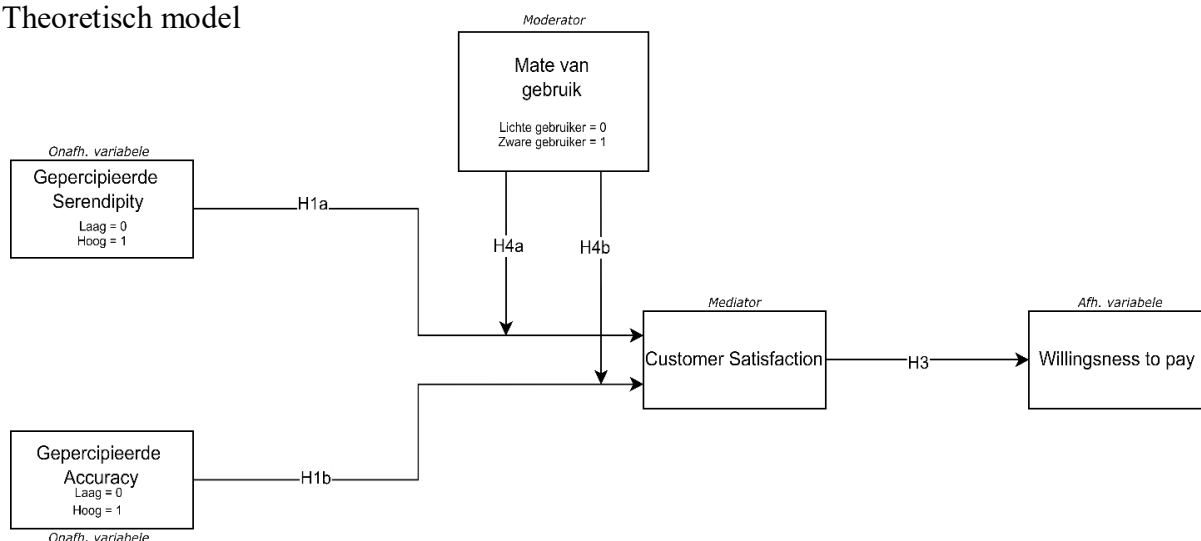 Theoretisch model
Moderator
Mate van
gebruik
Lichte gebruiker = 0
Zware gebruiker = 1
Onafh. variabele
Gepercipieerde
Serendipity
Laag = 0
Hoog = 1
H1a
H4a
H4b
Mediator
Customer Satisfaction
H3
Afh. variabele
Willingsness to pay
Gepercipieerde
Accuracy
Laag = 0
Hoog = 1
H1b
Onafh. variabele